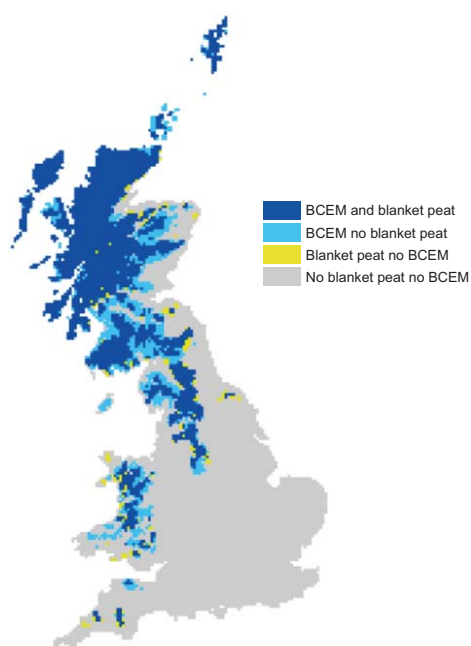 BCEM and blanket peat
BCEM no blanket peat
Blanket peat no BCEM
No blanket peat no BCEM